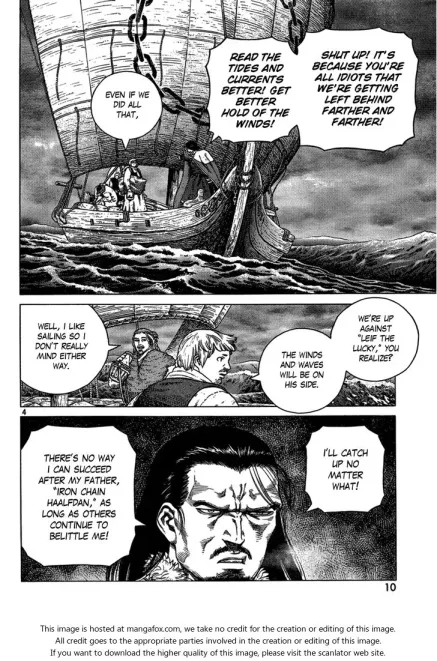 SHUT UP! IT'S
BECAUSE YOU'RE
ALL IDIOTS THAT
WE'RE GETTING
LEFT BEHIND
FARTHER AND
FARTHER!
READ THE
TIDES AND
CURRENTS
BETTER! GET
BETTER
HOLD OF THE
WINDS!
EVEN IF WE
DID ALL
THAT,
WE'RE UP
AGAINST
"LEIF THE
LUCKY," YOU
REALIZE?
THE WINDS
AND WAVES
WILL BE ON
HIS SIDE.
WELL, I LIKE
SAILING SO I
DON'T REALLY
MIND EITHER
WAY.
4
I'LL CATCH
UP NO
MATTER
WHAT!
THERE'S NO WAY
I CAN SUCCEED
AFTER MY FATHER,
"IRON CHAIN
HAALFDAN," AS
LONG AS OTHERS
CONTINUE TO
BELITTLE ME!
10
This image is hosted at mangafox.com, we take no credit for the creation or editing of this image.
All credit goes to the appropriate parties involved in the creation or editing of this image.
If you want to download the higher quality of this image, please visit the scanlator web site.